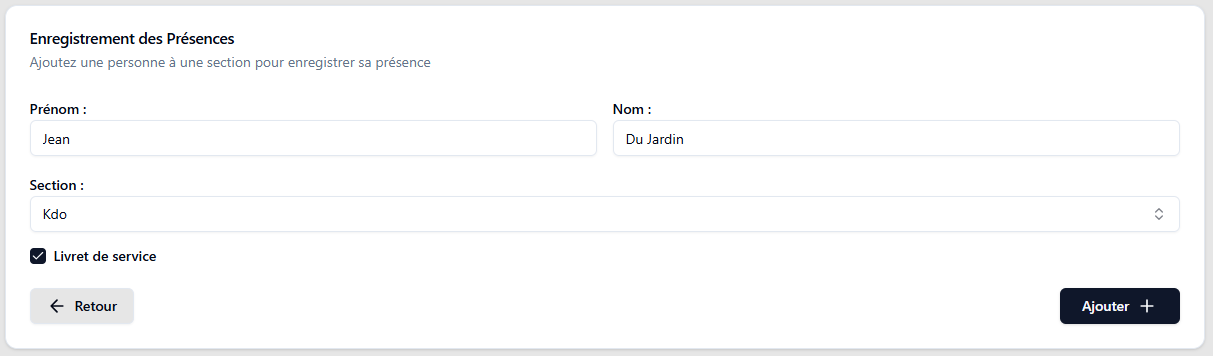 Enregistrement des Présences
Ajoutez une personne à une section pour enregistrer sa présence
Prénom :
Nom :
Jean
Du Jardin
Section :
Kdo
Livret de service
Retour
Ajouter